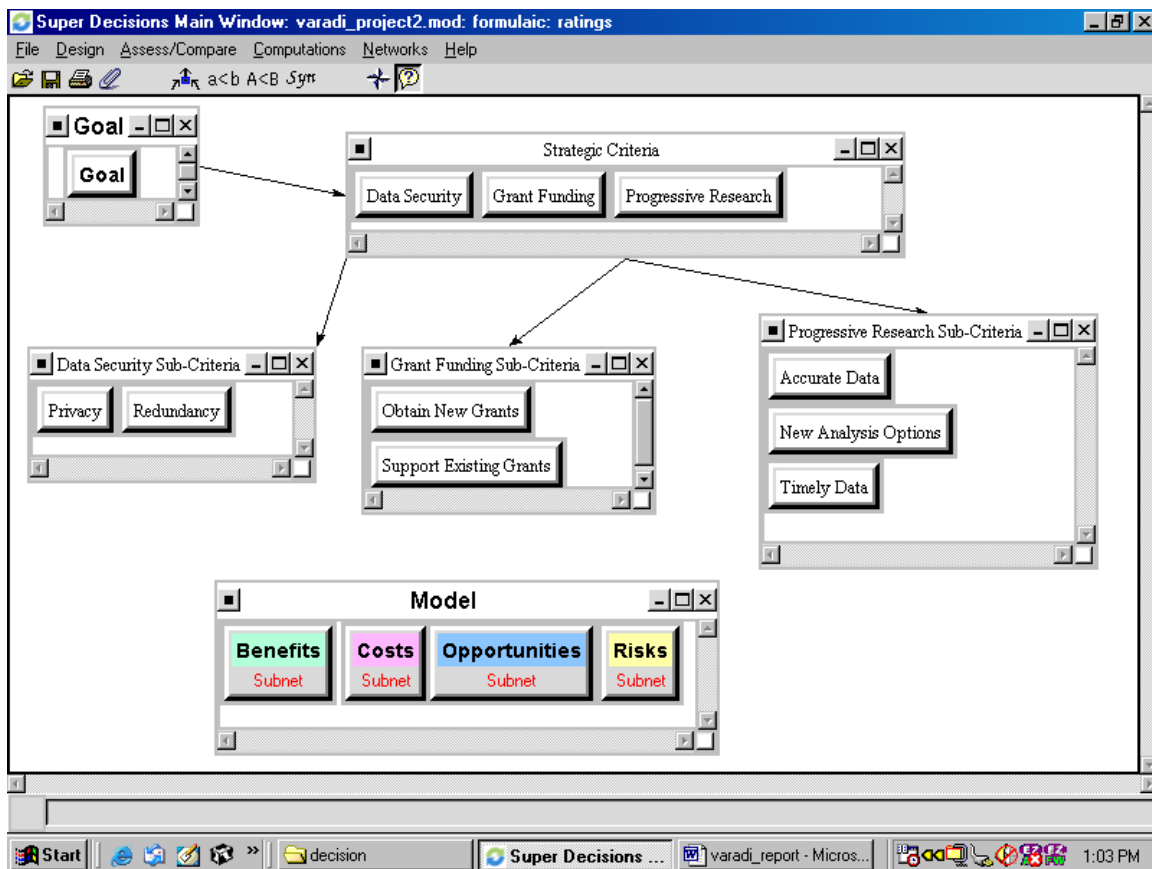 Super Decisions Main Window: varadi_project2.mod: formulaic: ratings
File Design Assess/Compare Computations Networks Help
a<b A<B Syn
Goal
Goal
Strategic Criteria
Data Security Grant Funding Progressive Research
Data Security Sub-Criteria
Privacy Redundancy
Grant Funding Sub-Criteria
Obtain New Grants
Support Existing Grants
Progressive Research Sub-Criteria
Accurate Data
New Analysis Options
Timely Data
Model
Benefits Costs Opportunities Risks
Subnet Subnet Subnet Subnet
Start » decision Super Decisions ... varadi_report - Micros... 1:03 PM